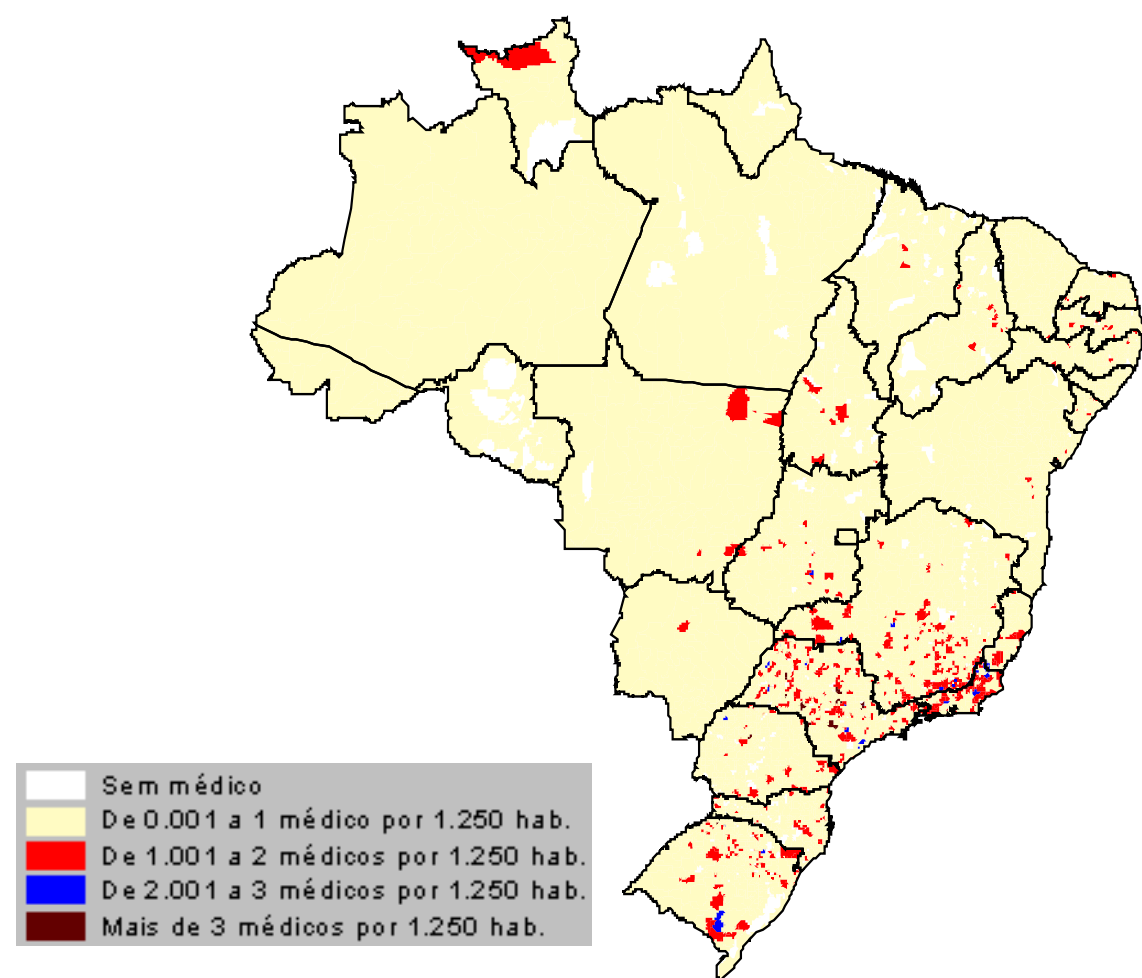 Sem médico
De 0.001 a 1 médico por 1.250 hab.
De 1.001 a 2 médicos por 1.250 hab.
De 2.001 a 3 médicos por 1.250 hab.
Mais de 3 médicos por 1.250 hab.